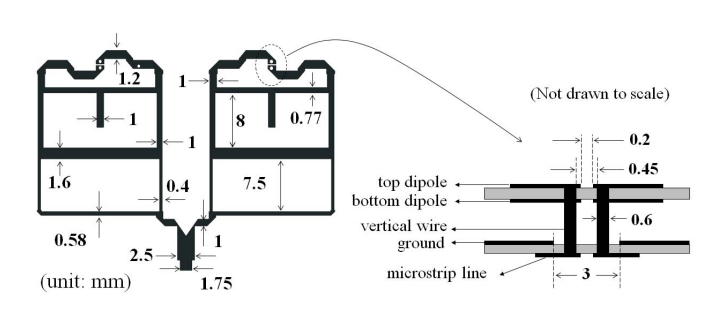 1.2
1
1
1
8
0.77
1.6
0.4
7.5
0.58
1
2.5
1.75
(unit: mm)
(Not drawn to scale)
0.2
0.45
top dipole
bottom dipole
vertical wire
0.6
ground
microstrip line
3